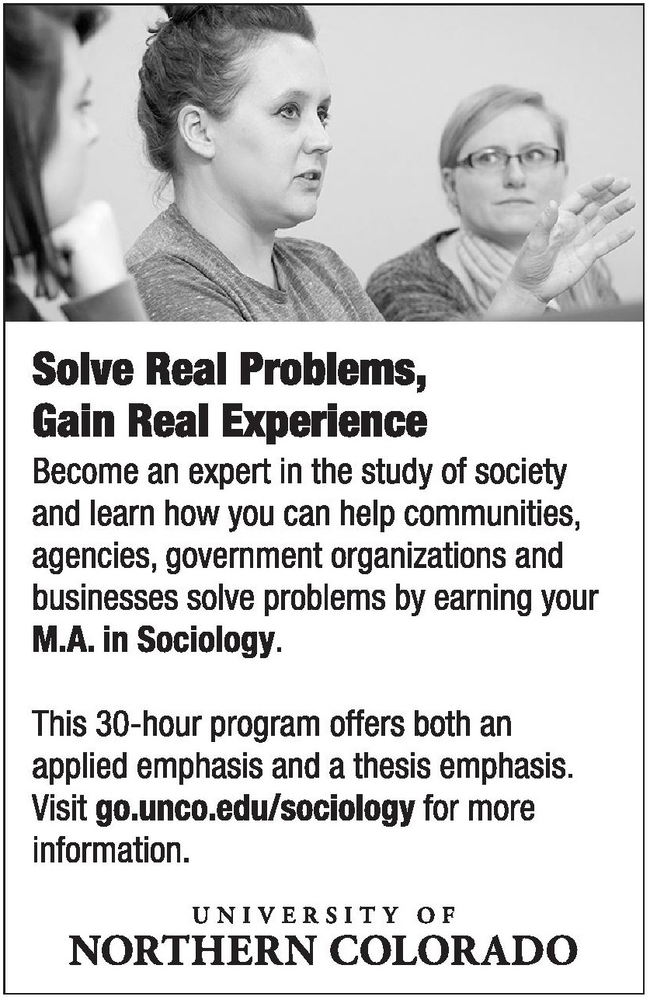 Solve Real Problems,
Gain Real Experience
Become an expert in the study of society
and learn how you can help communities,
agencies, government organizations and
businesses solve problems by earning your
M.A. in Sociology.
This 30-hour program offers both an
applied emphasis and a thesis emphasis.
Visit go.unco.edu/sociology for more
information.
UNIVERSITY OF
NORTHERN COLORADO